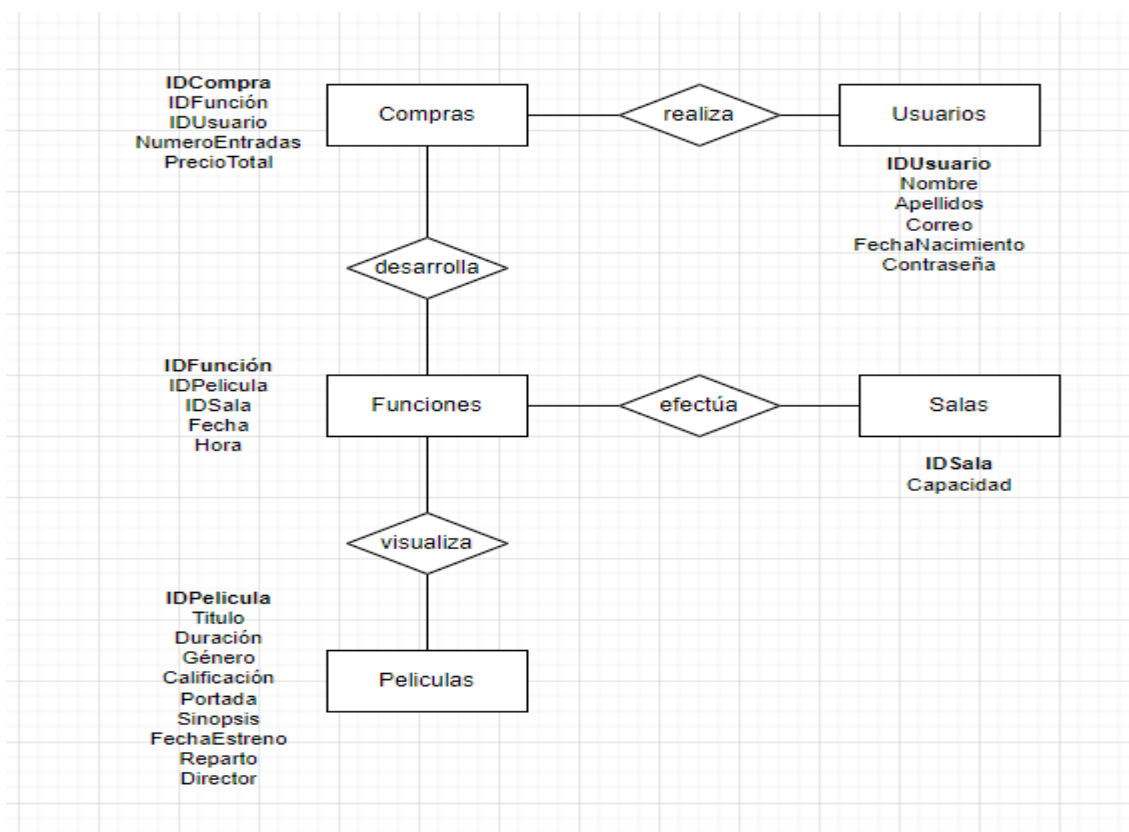 IDCompra
IDFunción
IDUsuario
NumeroEntradas
PrecioTotal
Compras
realiza
Usuarios
IDUsuario
Nombre
Apellidos
Correo
FechaNacimiento
Contraseña
desarrolla
IDFunción
IDPelicula
IDSala
Fecha
Hora
Funciones
efectúa
Salas
IDSala
Capacidad
visualiza
IDPelicula
Titulo
Duración
Género
Calificación
Portada
Sinopsis
FechaEstreno
Reparto
Director
Peliculas